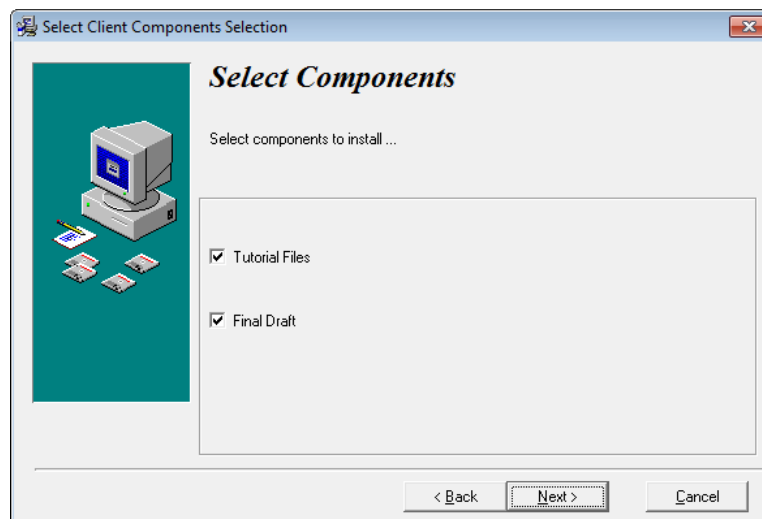 Select Client Components Selection
Select Components
Select components to install ...
Tutorial Files
Final Draft
< Back
Next >
Cancel